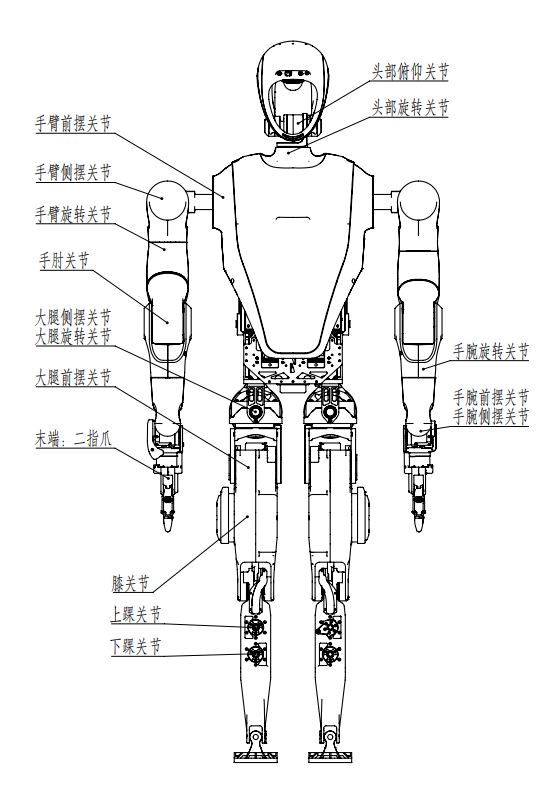 头部俯仰关节
头部旋转关节
手臂前摆关节
手臂侧摆关节
手臂旋转关节
手肘关节
大腿侧摆关节
大腿旋转关节
大腿前摆关节
末端：二指爪
手腕旋转关节
手腕前摆关节
手腕侧摆关节
膝关节
上踝关节
下踝关节